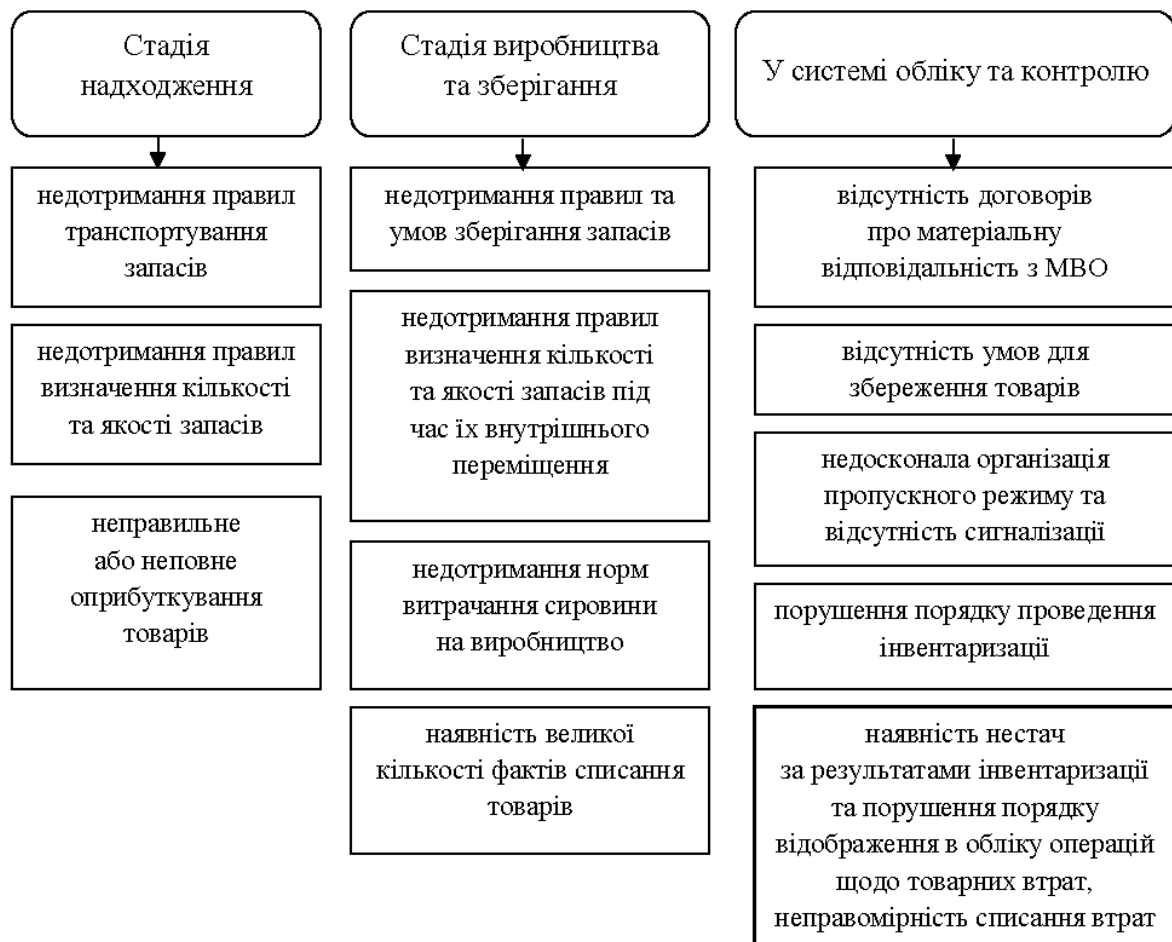 Стадія
надходження
недотримання правил
транспортування
запасів
недотримання правил
визначення кількості
та якості запасів
неправильне
або неповне
оприбуткування
товарів
Стадія виробництва
та зберігання
недотримання правил та
умов зберігання запасів
недотримання правил
визначення кількості
та якості запасів під
час їх внутрішнього
переміщення
недотримання норм
витрачання сировини
на виробництво
наявність великої
кількості фактів списання
товарів
У системі обліку та контролю
відсутність договорів
про матеріальну
відповідальність з МВО
відсутність умов для
збереження товарів
недосконала організація
пропускного режиму та
відсутність сигналізації
порушення порядку проведення
інвентаризації
наявність нестач
за результатами інвентаризації
та порушення порядку
відображення в обліку операцій
щодо товарних втрат,
неправомірність списання втрат